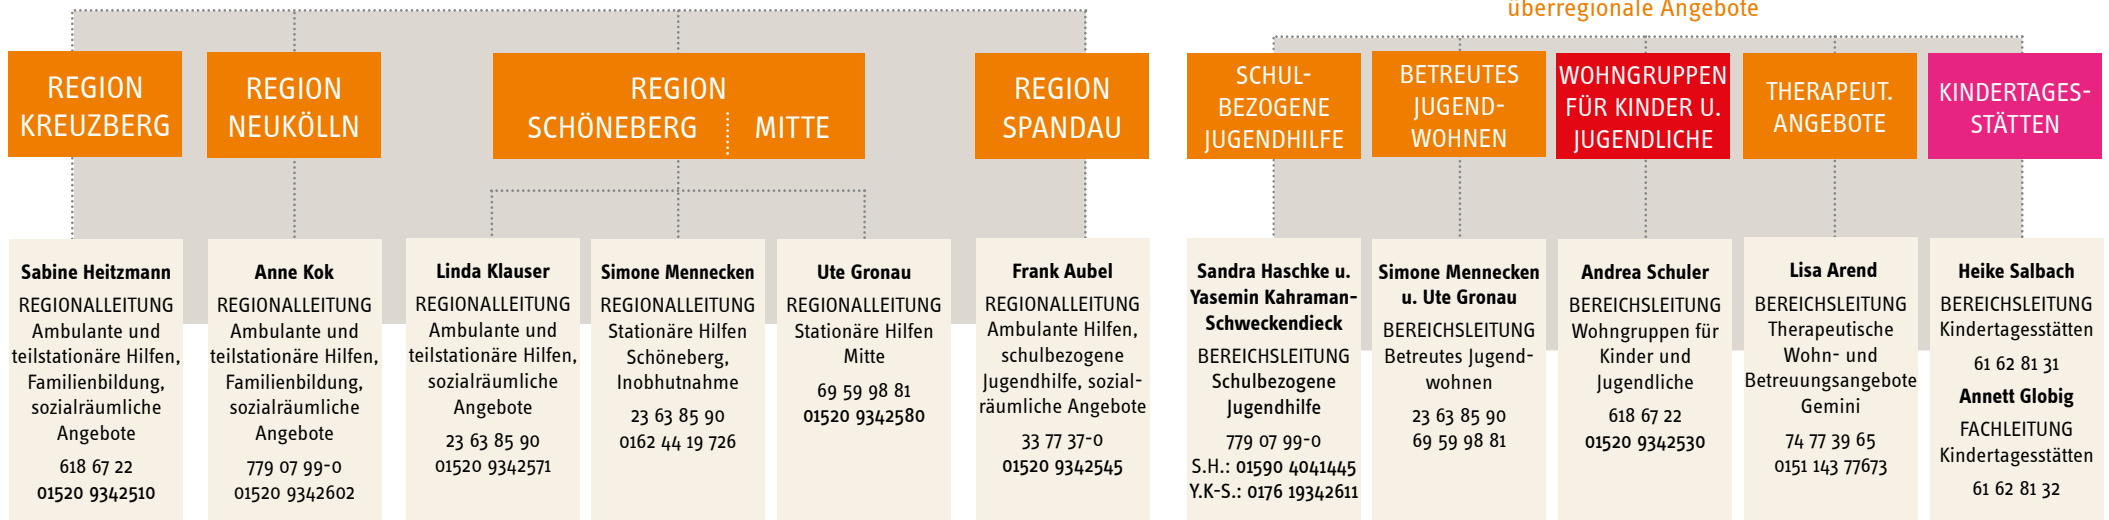 überregionale Angebote
REGION
KREUZBERG
REGION
NEUKÖLLN
REGION
SCHÖNEBERG MITTE
REGION
SPANDAU
SCHUL-
BEZOGENE
JUGENDHILFE
BETREUTES
JUGEND-
WOHNEN
WOHNGRUPPEN
FÜR KINDER U.
JUGENDLICHE
THERAPEUT.
ANGEBOTE
KINDERTAGES-
STÄTTEN
Sabine Heitzmann
REGIONALLEITUNG
Ambulante und
teilstationäre Hilfen,
Familienbildung,
sozialräumliche
Angebote
618 67 22
01520 9342510
Anne Kok
REGIONALLEITUNG
Ambulante und
teilstationäre Hilfen,
Familienbildung,
sozialräumliche
Angebote
779 07 99-0
01520 9342602
Linda Klauser
REGIONALLEITUNG
Ambulante und
teilstationäre Hilfen,
sozialräumliche
Angebote
23 63 85 90
01520 9342571
Simone Mennecken
REGIONALLEITUNG
Stationäre Hilfen
Schöneberg,
Inobhutnahme
23 63 85 90
0162 44 19 726
Ute Gronau
REGIONALLEITUNG
Stationäre Hilfen
Mitte
69 59 98 81
01520 9342580
Frank Aubel
REGIONALLEITUNG
Ambulante Hilfen,
schulbezogene
Jugendhilfe, sozial-
räumliche Angebote
33 77 37-0
01520 9342545
Sandra Haschke u.
Yasemin Kahraman-
Schweckendieck
BEREICHSLEITUNG
Schulbezogene
Jugendhilfe
779 07 99-0
S.H.: 01590 4041445
Y.K-S.: 0176 19342611
Simone Mennecken
u. Ute Gronau
BEREICHSLEITUNG
Betreutes Jugend-
wohnen
23 63 85 90
69 59 98 81
Andrea Schuler
BEREICHSLEITUNG
Wohngruppen für
Kinder und
Jugendliche
618 67 22
01520 9342530
Lisa Arend
BEREICHSLEITUNG
Therapeutische
Wohn- und
Betreuungsangebote
Gemini
74 77 39 65
0151 143 77673
Heike Salbach
BEREICHSLEITUNG
Kindertagesstätten
61 62 81 31
Annett Globig
FACHLEITUNG
Kindertagesstätten
61 62 81 32